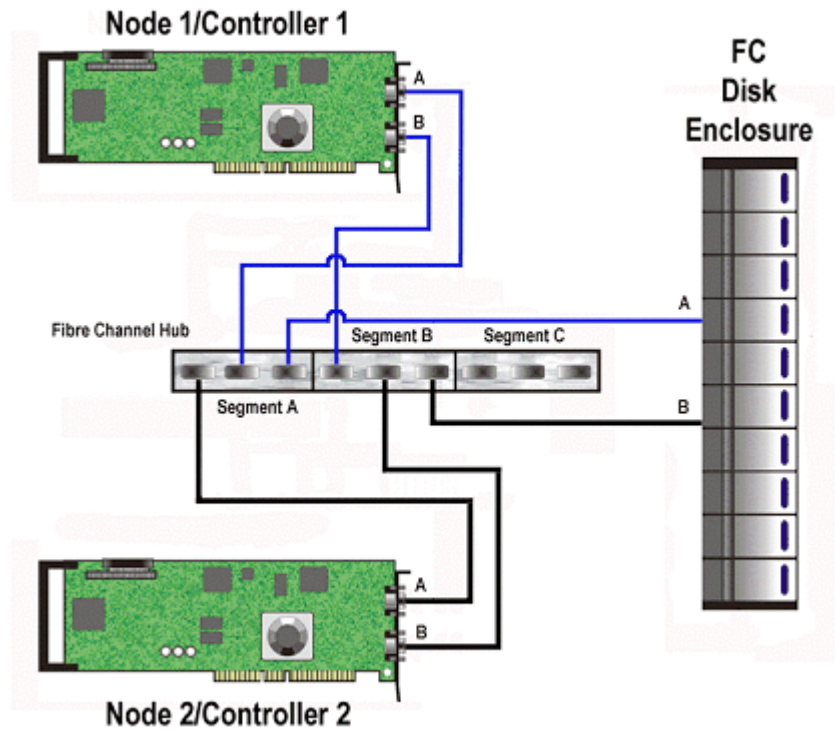 Node 1/Controller 1
FC
Disk
Enclosure
A
B
A
Fibre Channel Hub
Segment B
Segment C
Segment A
B
A
B
Node 2/Controller 2